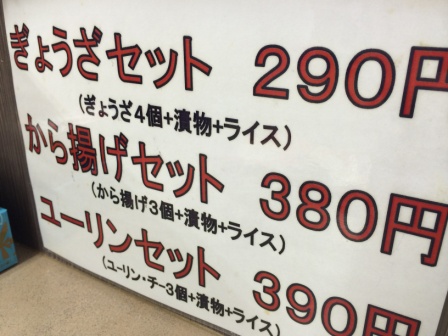 ぎょうざセット 290円
(ぎょうざ4個+漬物+ライス)
から揚げセット 380円
(から揚げ3個+漬物+ライス)
ユーリンセット 390円
(ユーリン・チー3個+漬物+ライス)